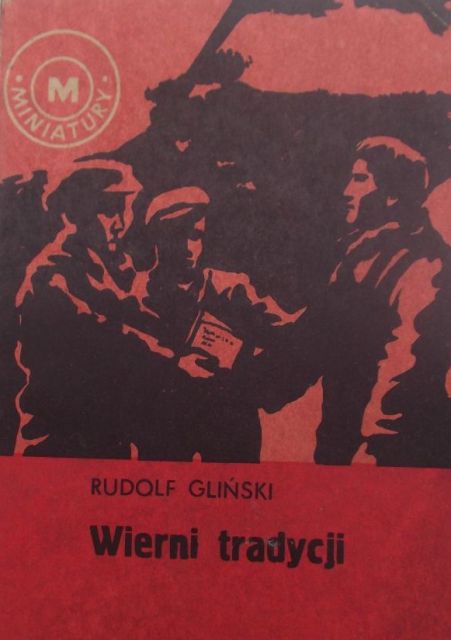 M
MINIATURY
RUDOLF GLIŃSKI
Wierni tradycji